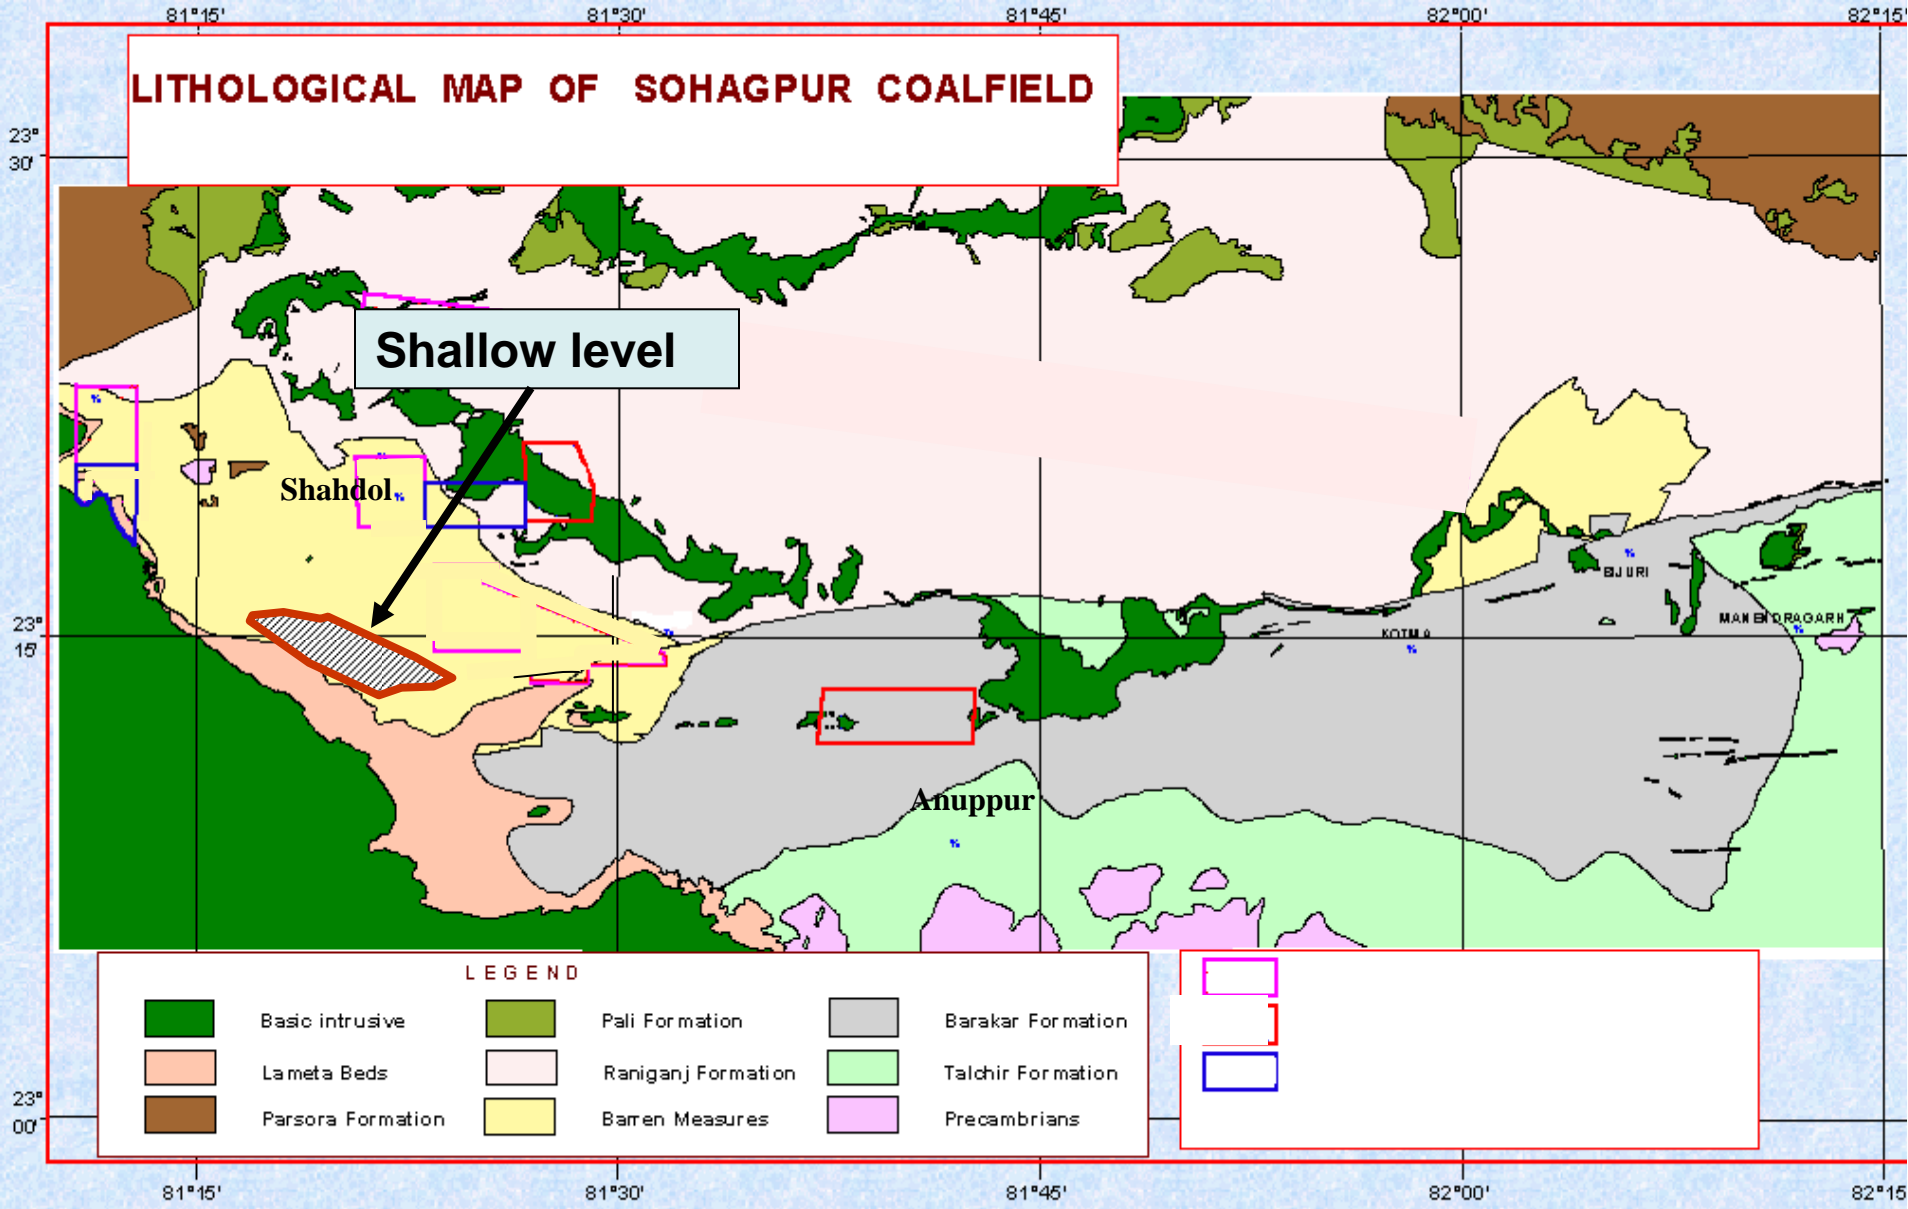 81°15' 81°30' 81°45' 82°00' 82°15'
LITHOLOGICAL MAP OF SOHAGPUR COALFIELD
23°
30'
Shallow level
Shahdol
BIJURI
MANENDRAGARH
23°
15'
KOTMA
Anuppur
LEGEND
Basic intrusive Pali Formation Barakar Formation
Lameta Beds Raniganj Formation Talchir Formation
Parsora Formation Barren Measures Precambrians
23°
00'
81°15' 81°30' 81°45' 82°00' 82°15